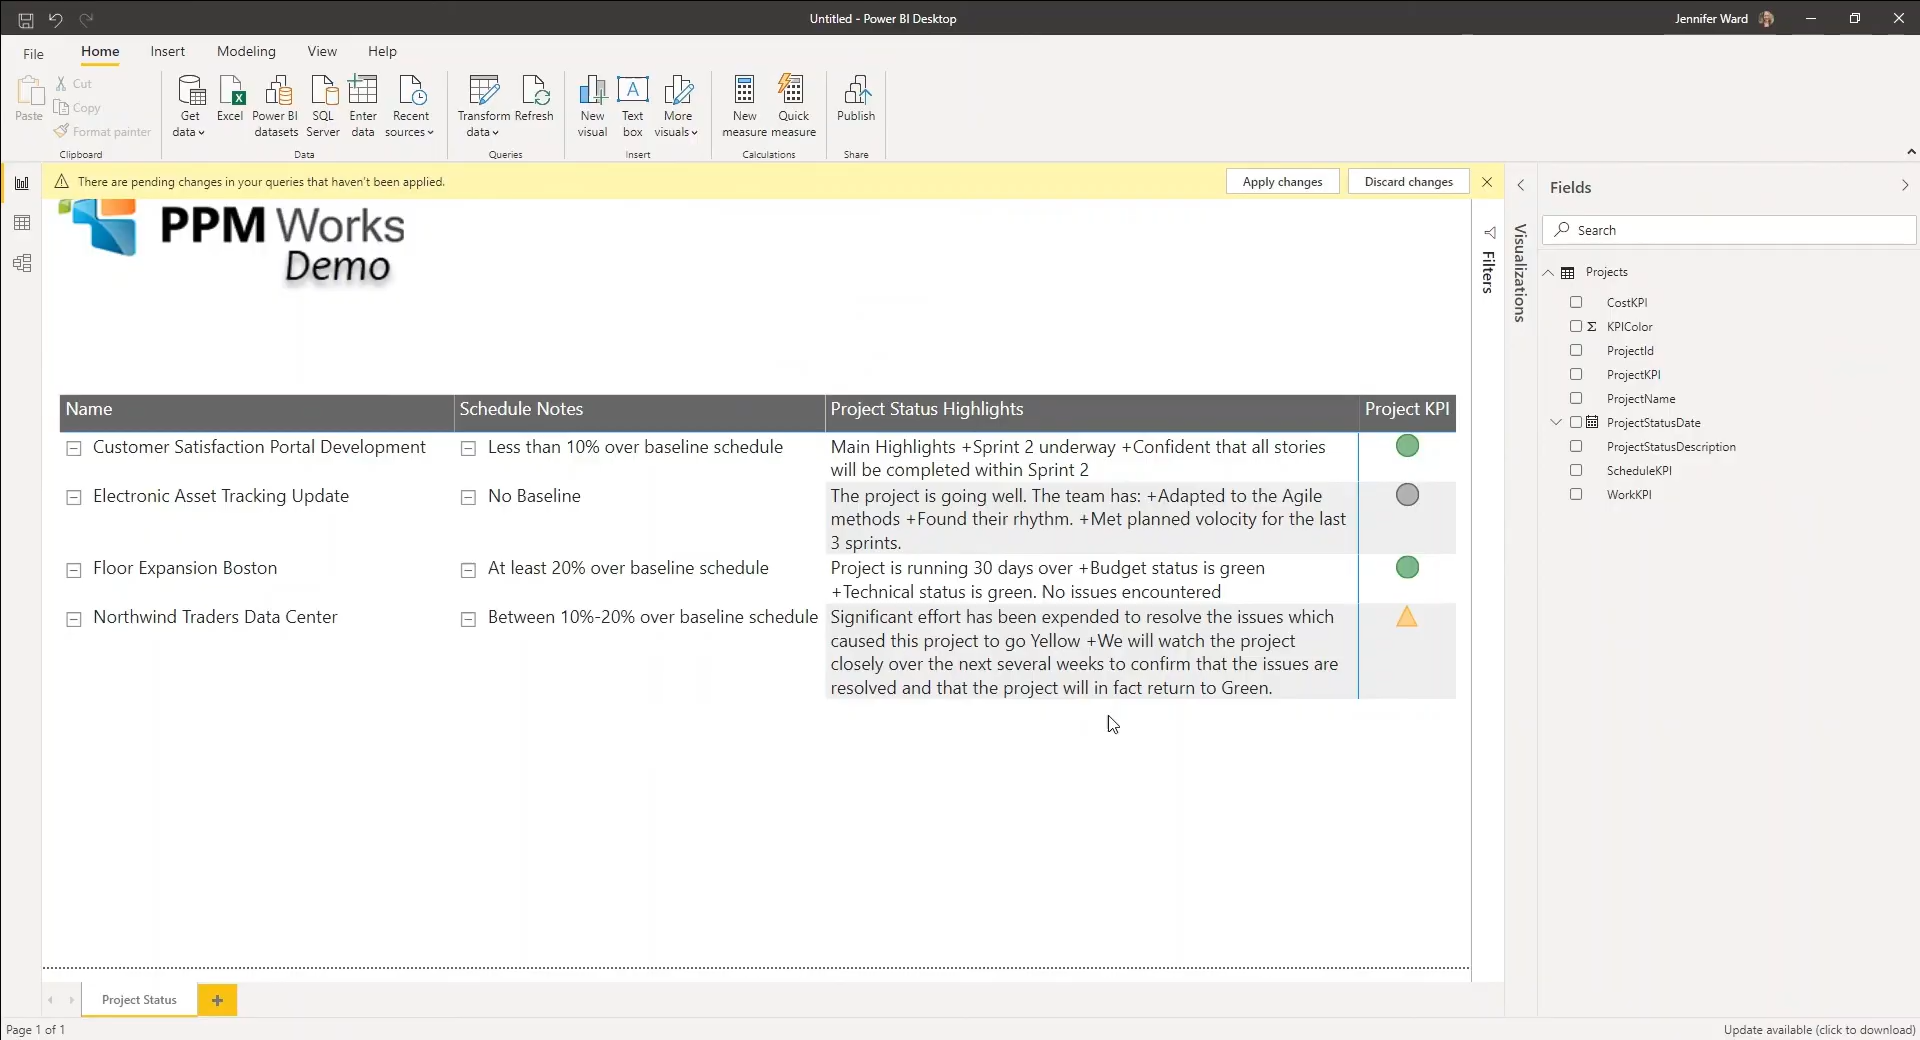 Untitled - Power BI Desktop
Jennifer Ward
File
Home
Insert
Modeling
View
Help
Paste
Cut
Copy
Format painter
Clipboard
Get data
Excel
Power BI datasets
SQL Server
Enter data
Recent sources
Data
Transform data
Refresh
Queries
New visual
Text box
More visuals
Insert
New measure
Quick measure
Calculations
Publish
Share
There are pending changes in your queries that haven't been applied.
Apply changes
Discard changes
PPM Works
Demo
Name
Schedule Notes
Project Status Highlights
Project KPI
Customer Satisfaction Portal Development
Less than 10% over baseline schedule
Main Highlights +Sprint 2 underway +Confident that all stories
will be completed within Sprint 2
Electronic Asset Tracking Update
No Baseline
The project is going well. The team has: +Adapted to the Agile
methods +Found their rhythm. +Met planned volocity for the last
3 sprints.
Floor Expansion Boston
At least 20% over baseline schedule
Project is running 30 days over +Budget status is green
+Technical status is green. No issues encountered
Northwind Traders Data Center
Between 10%-20% over baseline schedule
Significant effort has been expended to resolve the issues which
caused this project to go Yellow +We will watch the project
closely over the next several weeks to confirm that the issues are
resolved and that the project will in fact return to Green.
Filters
Visualizations
Fields
Search
Projects
CostKPI
KPIColor
ProjectId
ProjectKPI
ProjectName
ProjectStatusDate
ProjectStatusDescription
ScheduleKPI
WorkKPI
Project Status
Page 1 of 1
Update available (click to download)